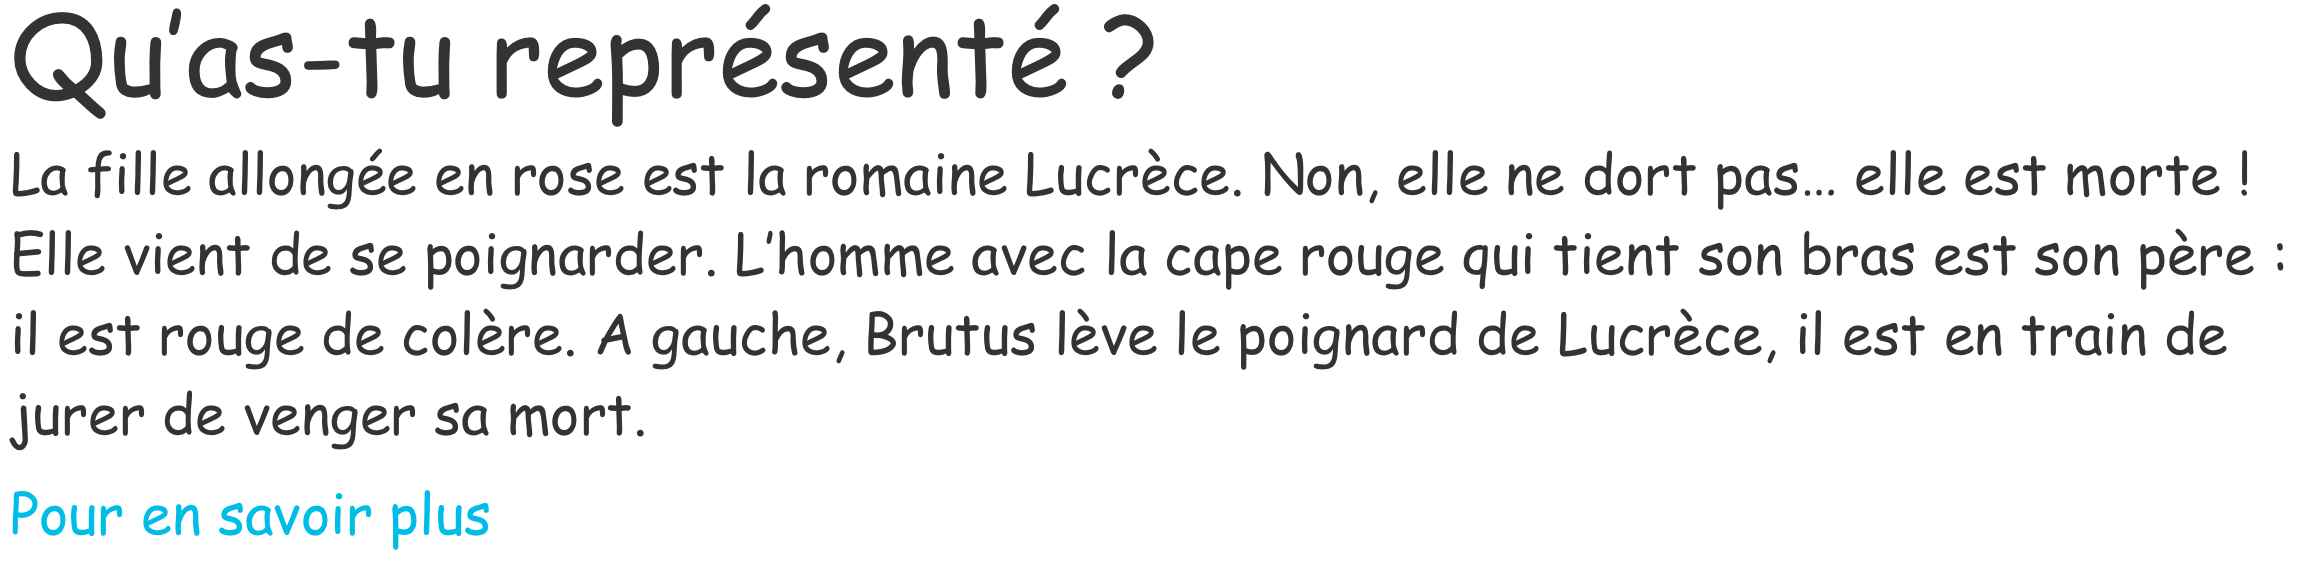 Qu’as-tu représenté ?
La fille allongée en rose est la romaine Lucrèce. Non, elle ne dort pas… elle est morte !
Elle vient de se poignarder. L’homme avec la cape rouge qui tient son bras est son père :
il est rouge de colère. A gauche, Brutus lève le poignard de Lucrèce, il est en train de
jurer de venger sa mort.
Pour en savoir plus